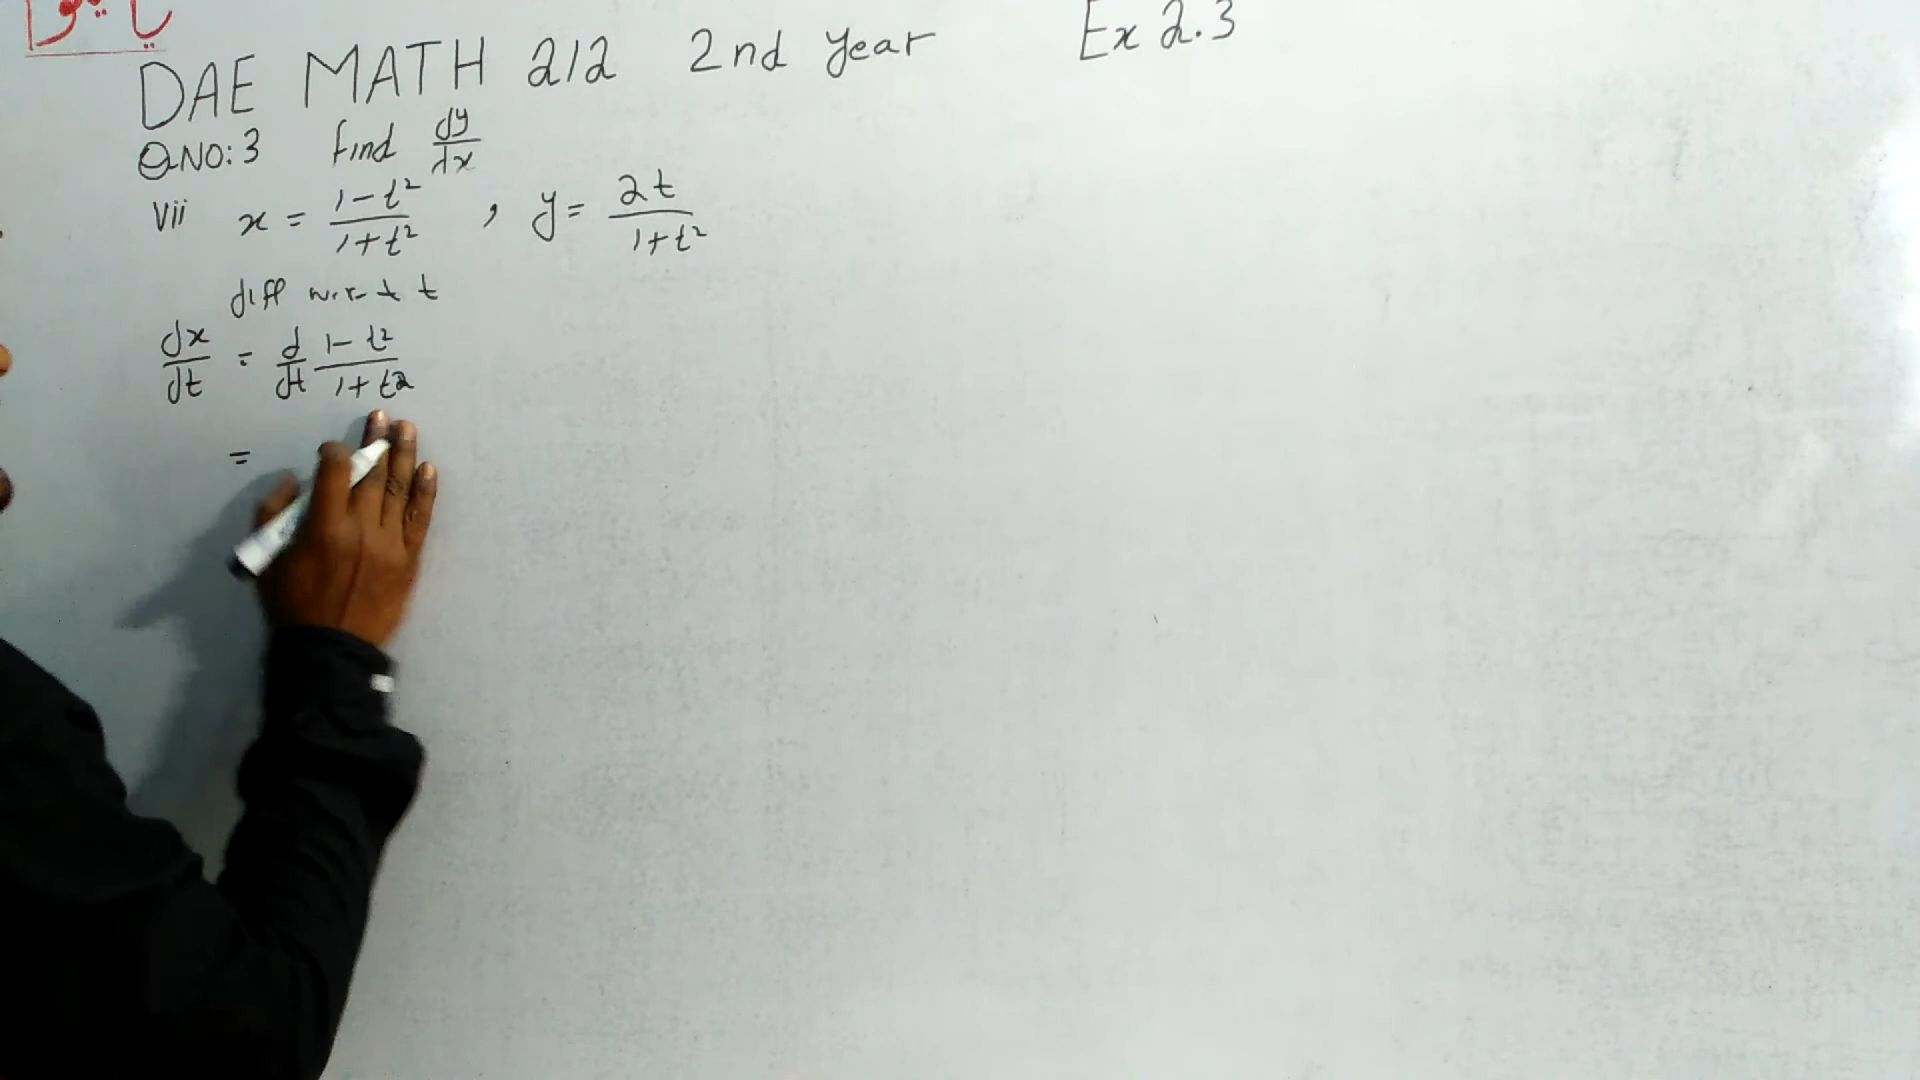 DAE MATH 212 2nd year Ex 2.3
Q NO:3 find dy/dx
vii x = 1-t²/1+t² , y = 2t/1+t²
diff w.r.t t
dx/dt = d/dt 1-t²/1+t2
=